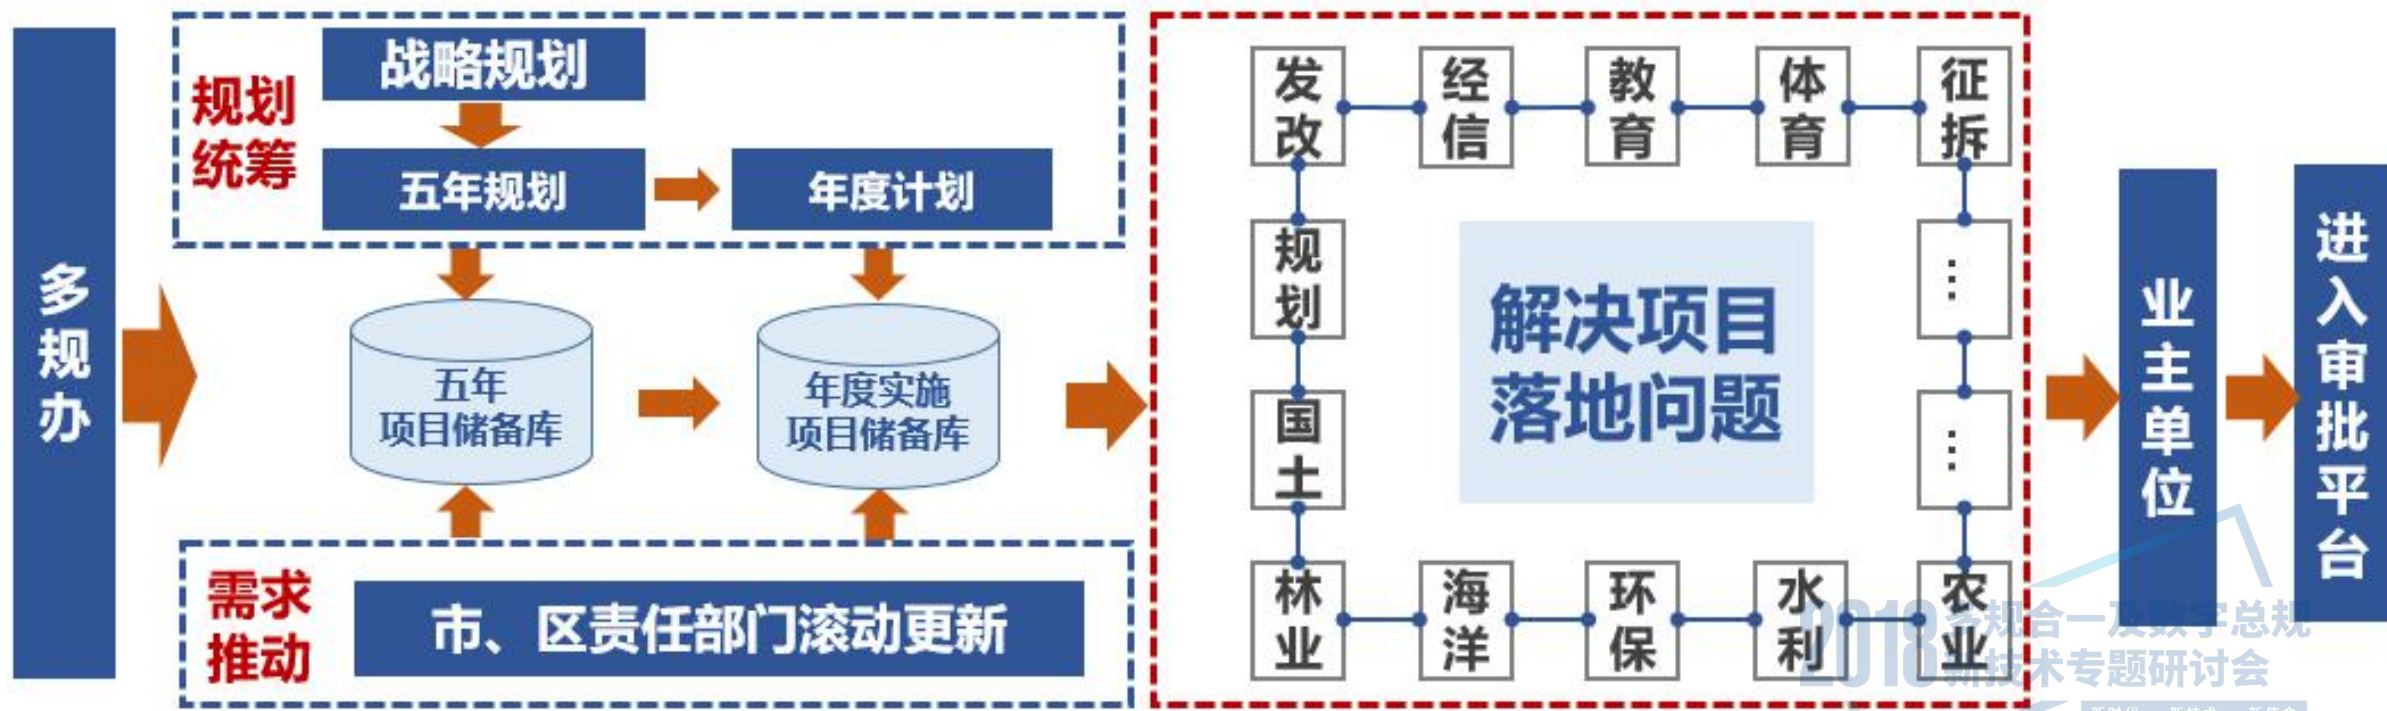 多规办
规划
统筹
战略规划
五年规划
年度计划
五年
项目储备库
年度实施
项目储备库
需求
推动
市、区责任部门滚动更新
发改
经信
教育
体育
征拆
规划
…
国土
…
林业
海洋
环保
水利
农业
解决项目
落地问题
业主单位
进入审批平台
2018
多规合一及数字总规
新技术专题研讨会